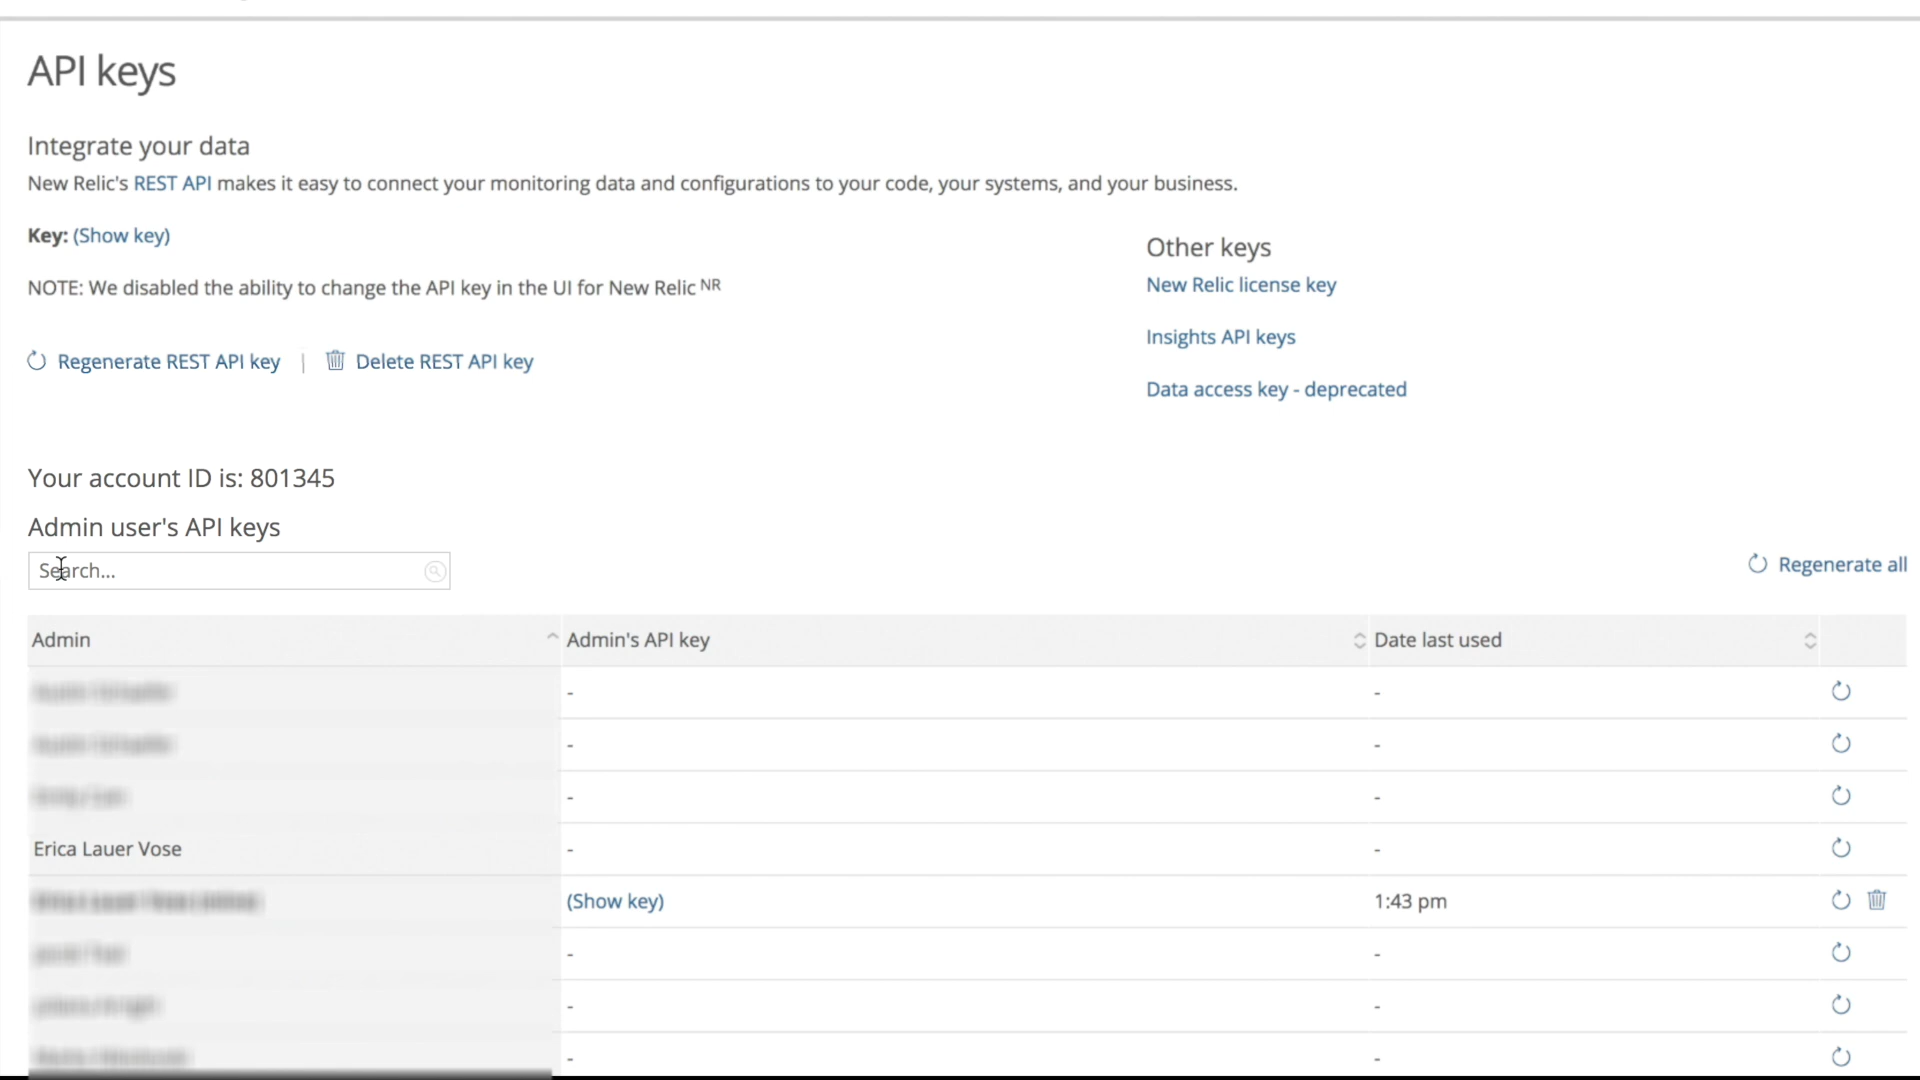 API keys
Integrate your data
New Relic's REST API makes it easy to connect your monitoring data and configurations to your code, your systems, and your business.
Key: (Show key)
NOTE: We disabled the ability to change the API key in the UI for New Relic NR
Regenerate REST API key | Delete REST API key
Other keys
New Relic license key
Insights API keys
Data access key - deprecated
Your account ID is: 801345
Admin user's API keys
Search...
Regenerate all
Admin Admin's API key Date last used
- -
- -
- -
Erica Lauer Vose - -
(Show key) 1:43 pm
- -
- -
- -